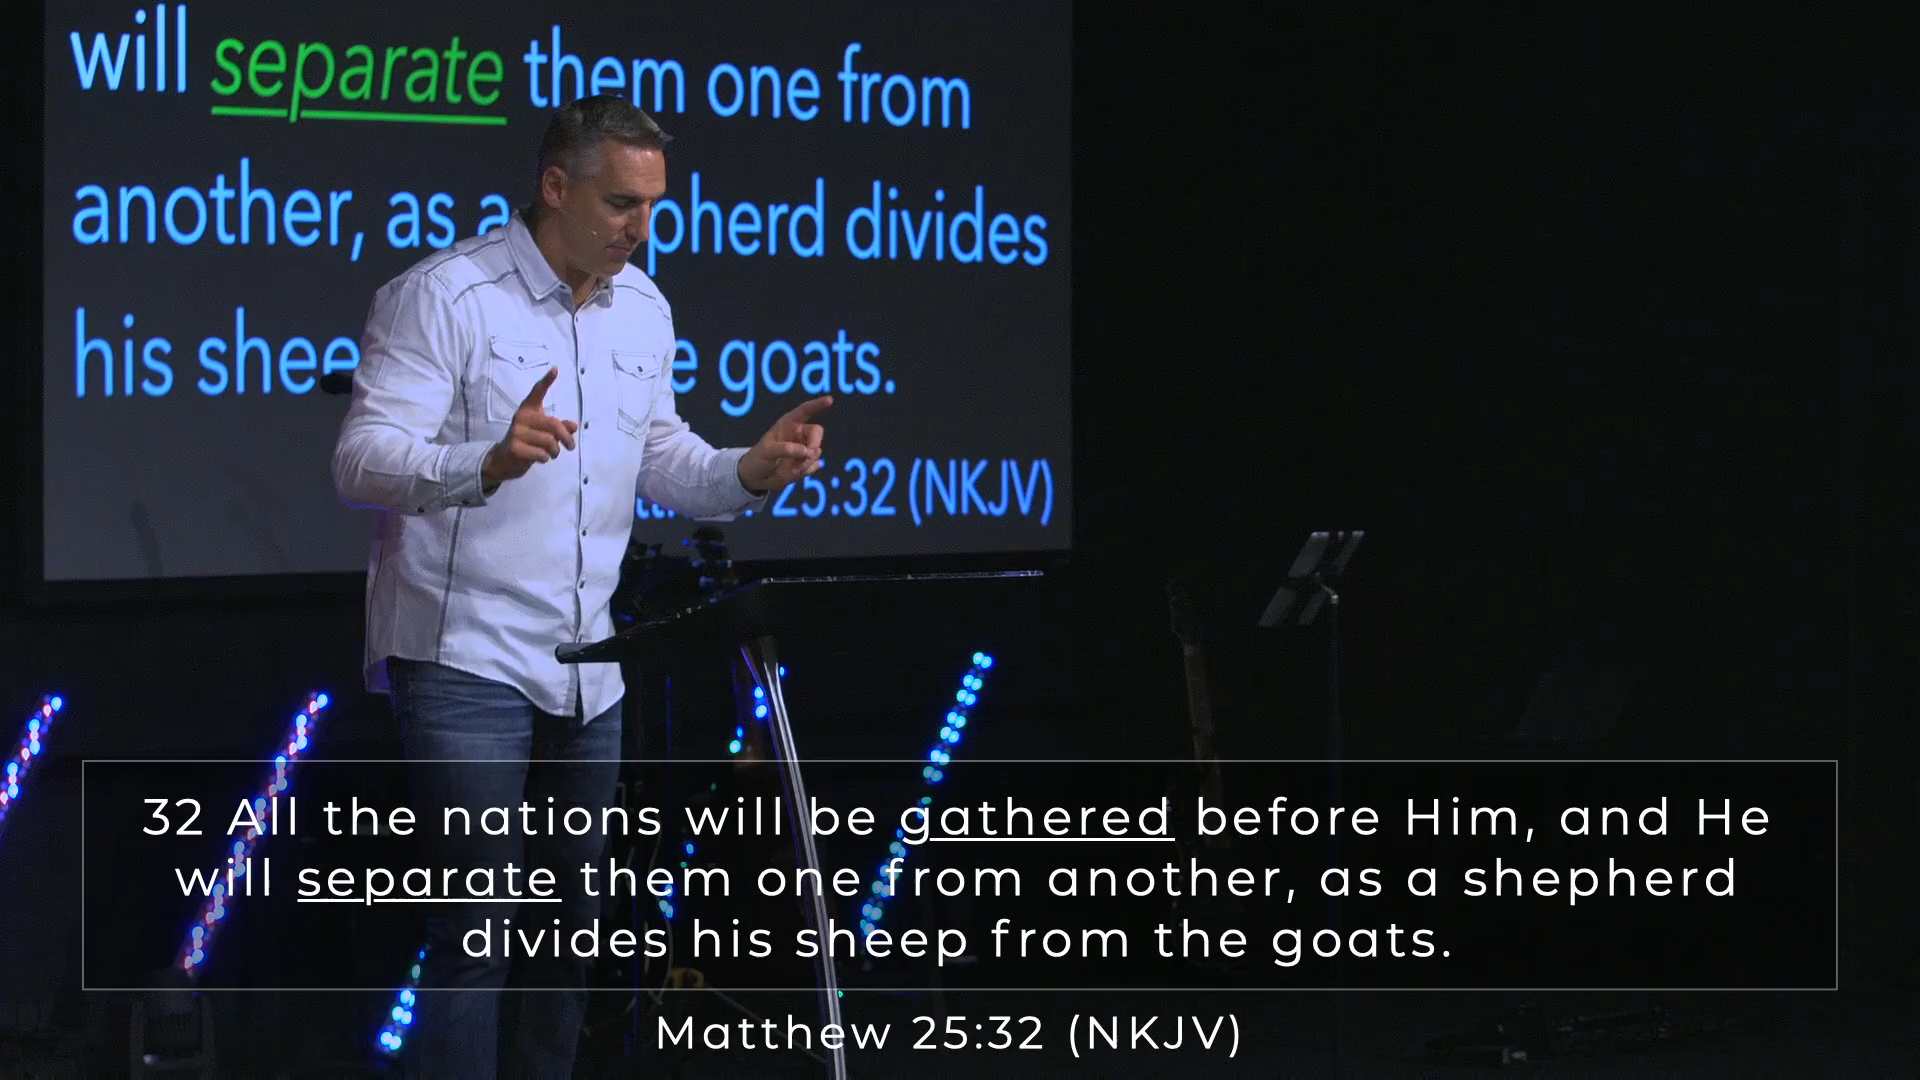 will separate them one from
another, as a pherd divides
his goats.
25:32 (NKJV)
32 All the nations will be gathered before Him, and He
will separate them one from another, as a shepherd
divides his sheep from the goats.
Matthew 25:32 (NKJV)